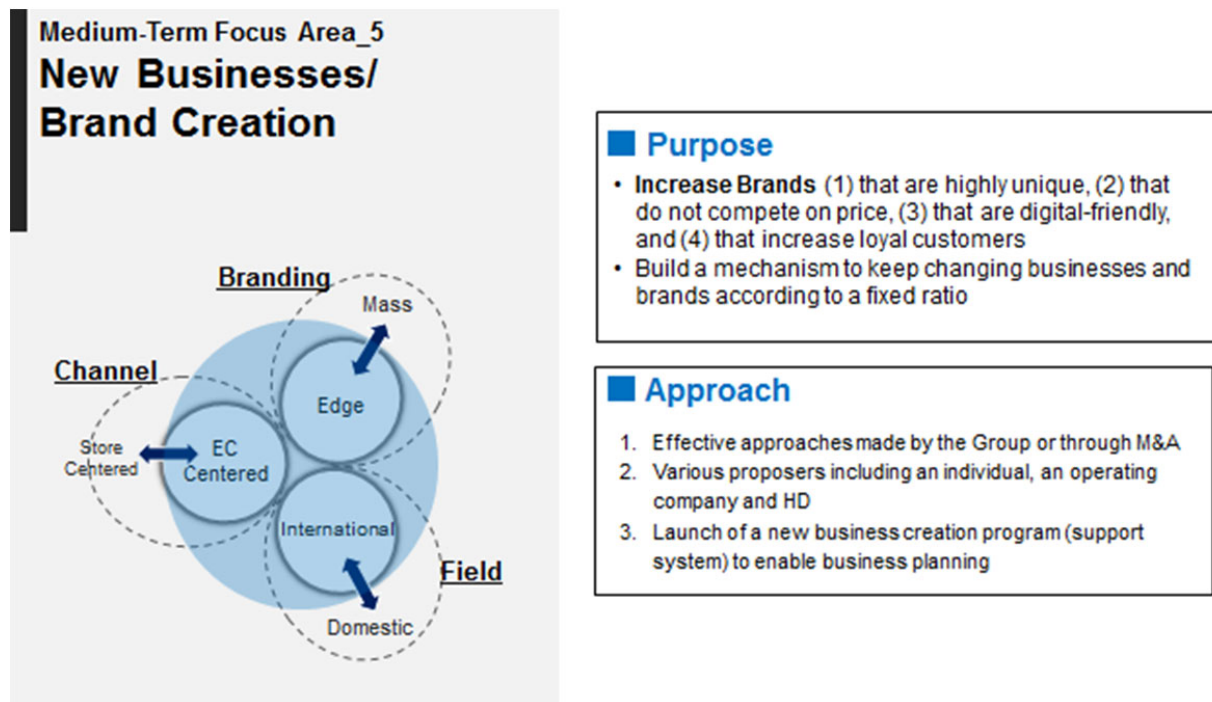 Medium-Term Focus Area_5
New Businesses/
Brand Creation
Branding
Mass
Channel
Edge
Store
Centered
EC
Centered
International
Field
Domestic
■ Purpose
• Increase Brands (1) that are highly unique, (2) that
do not compete on price, (3) that are digital-friendly,
and (4) that increase loyal customers
• Build a mechanism to keep changing businesses and
brands according to a fixed ratio
■ Approach
1. Effective approaches made by the Group or through M&A
2. Various proposers including an individual, an operating
company and HD
3. Launch of a new business creation program (support
system) to enable business planning